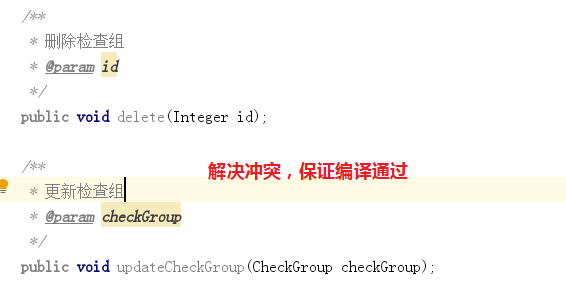 /**
 * 删除检查组
 * @param id
 */
public void delete(Integer id);
/**
解决冲突，保证编译通过
 * 更新检查组
 * @param checkGroup
 */
public void updateCheckGroup(CheckGroup checkGroup);